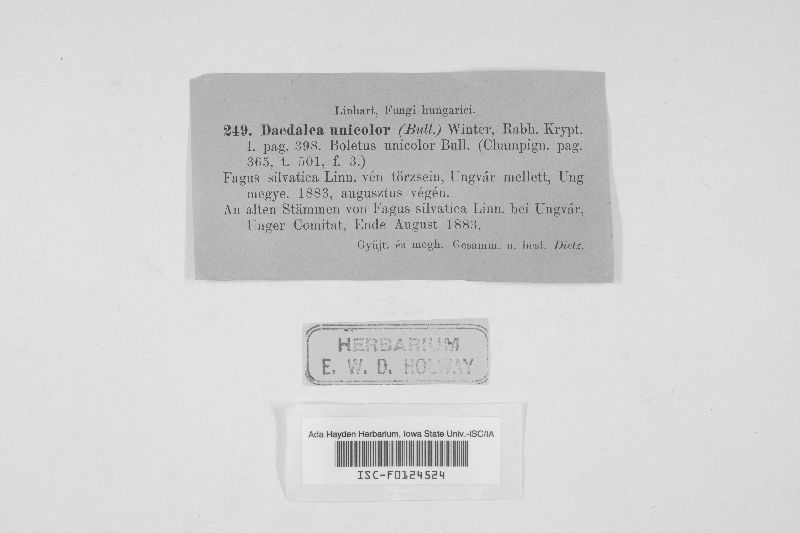 Linhart, Fungi hungarici.
249. Daedalea unicolor (Bull.) Winter, Rabh. Krypt.
I. pag. 398. Boletus unicolor Bull. (Champign. pag.
365, t. 501, f. 3.)
Fagus silvatica Linn. vén törzsein, Ungvár mellett, Ung
megye. 1883, augusztus végén.
An alten Stämmen von Fagus silvatica Linn. bei Ungvár,
Unger Comitat, Ende August 1883.
Gyűjt. és megh. Gesamm. u. best. Dietz.
HERBARIUM
E. W. D. HOLWAY
Ada Hayden Herbarium, Iowa State Univ.-ISC/IA
ISC-F0124524